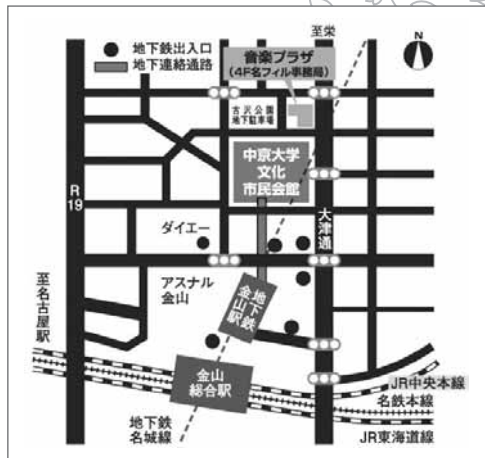 至栄
N
地下鉄出入口
地下連絡通路
音楽プラザ
(4F名フィル事務局)
古沢公園
地下駐車場
中京大学
文化
市民会館
R
19
大津通
ダイエー
アスナル
金山
地下鉄
金山駅
至名古屋駅
金山
総合駅
JR中央本線
名鉄本線
地下鉄
名城線
JR東海道線